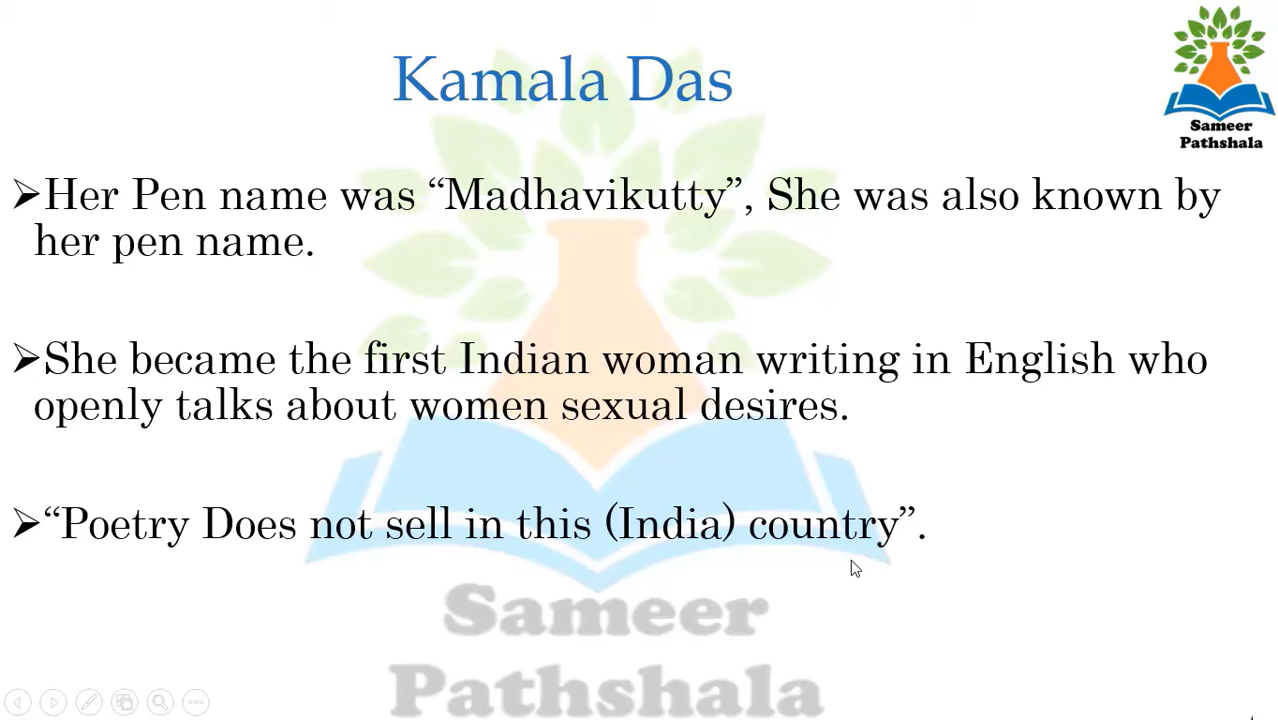 Kamala Das
Sameer
Pathshala
➢Her Pen name was “Madhavikutty”, She was also known by
her pen name.
➢She became the first Indian woman writing in English who
openly talks about women sexual desires.
➢“Poetry Does not sell in this (India) country”.
Sameer
Pathshala